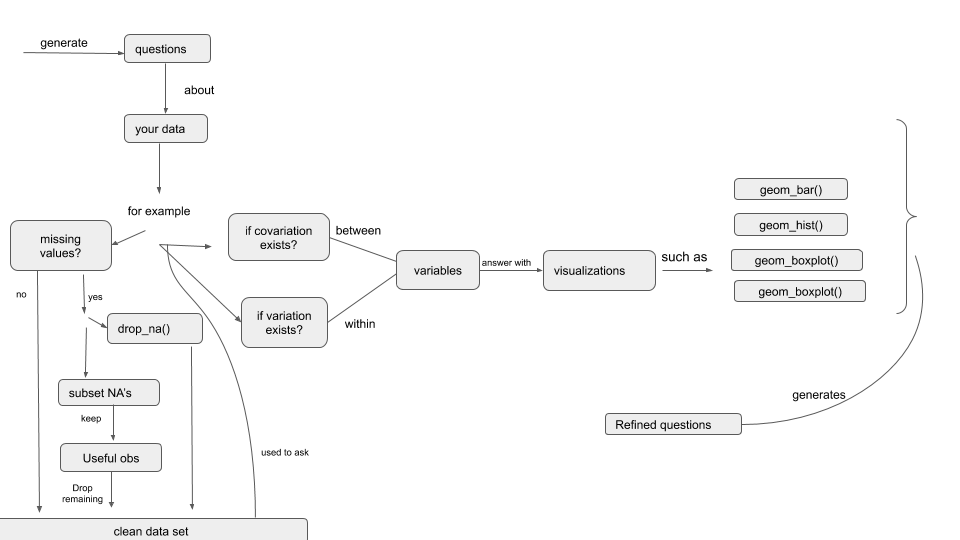 generate
questions
about
your data
for example
missing
values?
if covariation
exists?
between
if variation
exists?
within
variables
answer with
visualizations
such as
geom_bar()
geom_hist()
geom_boxplot()
geom_boxplot()
generates
Refined questions
no
yes
drop_na()
subset NA's
keep
Useful obs
Drop
remaining
used to ask
clean data set